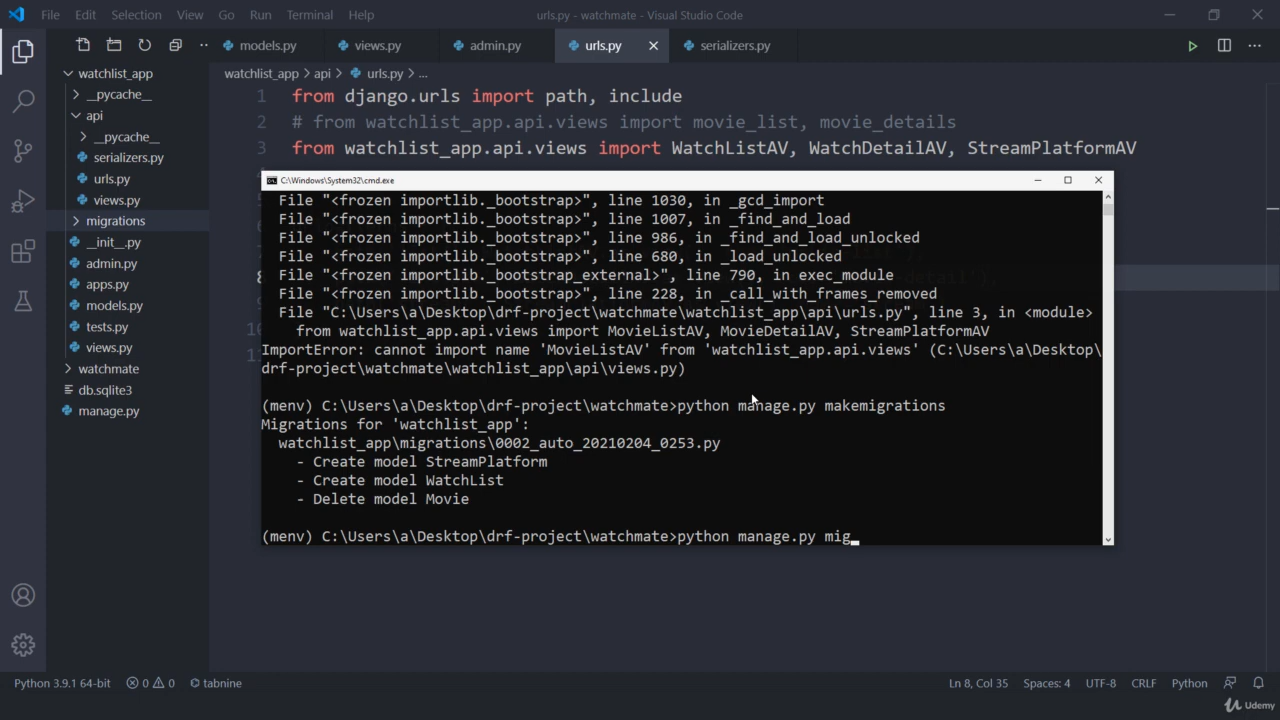 File Edit Selection View Go Run Terminal Help urls.py - watchmate - Visual Studio Code
models.py views.py admin.py urls.py serializers.py
watchlist_app
__pycache__
api
__pycache__
serializers.py
urls.py
views.py
migrations
__init__.py
admin.py
apps.py
models.py
tests.py
views.py
watchmate
db.sqlite3
manage.py
watchlist_app > api > urls.py > ...
1 from django.urls import path, include
2 # from watchlist_app.api.views import movie_list, movie_details
3 from watchlist_app.api.views import WatchListAV, WatchDetailAV, StreamPlatformAV
8
C:\Windows\System32\cmd.exe
File "<frozen importlib._bootstrap>", line 1030, in _gcd_import
File "<frozen importlib._bootstrap>", line 1007, in _find_and_load
File "<frozen importlib._bootstrap>", line 986, in _find_and_load_unlocked
File "<frozen importlib._bootstrap>", line 680, in _load_unlocked
File "<frozen importlib._bootstrap_external>", line 790, in exec_module
File "<frozen importlib._bootstrap>", line 228, in _call_with_frames_removed
File "C:\Users\a\Desktop\drf-project\watchmate\watchlist_app\api\urls.py", line 3, in <module>
from watchlist_app.api.views import MovieListAV, MovieDetailAV, StreamPlatformAV
ImportError: cannot import name 'MovieListAV' from 'watchlist_app.api.views' (C:\Users\a\Desktop\
drf-project\watchmate\watchlist_app\api\views.py)
(menv) C:\Users\a\Desktop\drf-project\watchmate>python manage.py makemigrations
Migrations for 'watchlist_app':
watchlist_app\migrations\0002_auto_20210204_0253.py
- Create model StreamPlatform
- Create model WatchList
- Delete model Movie
(menv) C:\Users\a\Desktop\drf-project\watchmate>python manage.py mig_
Python 3.9.1 64-bit 0 0 tabnine Ln 8, Col 35 Spaces: 4 UTF-8 CRLF Python
Udemy